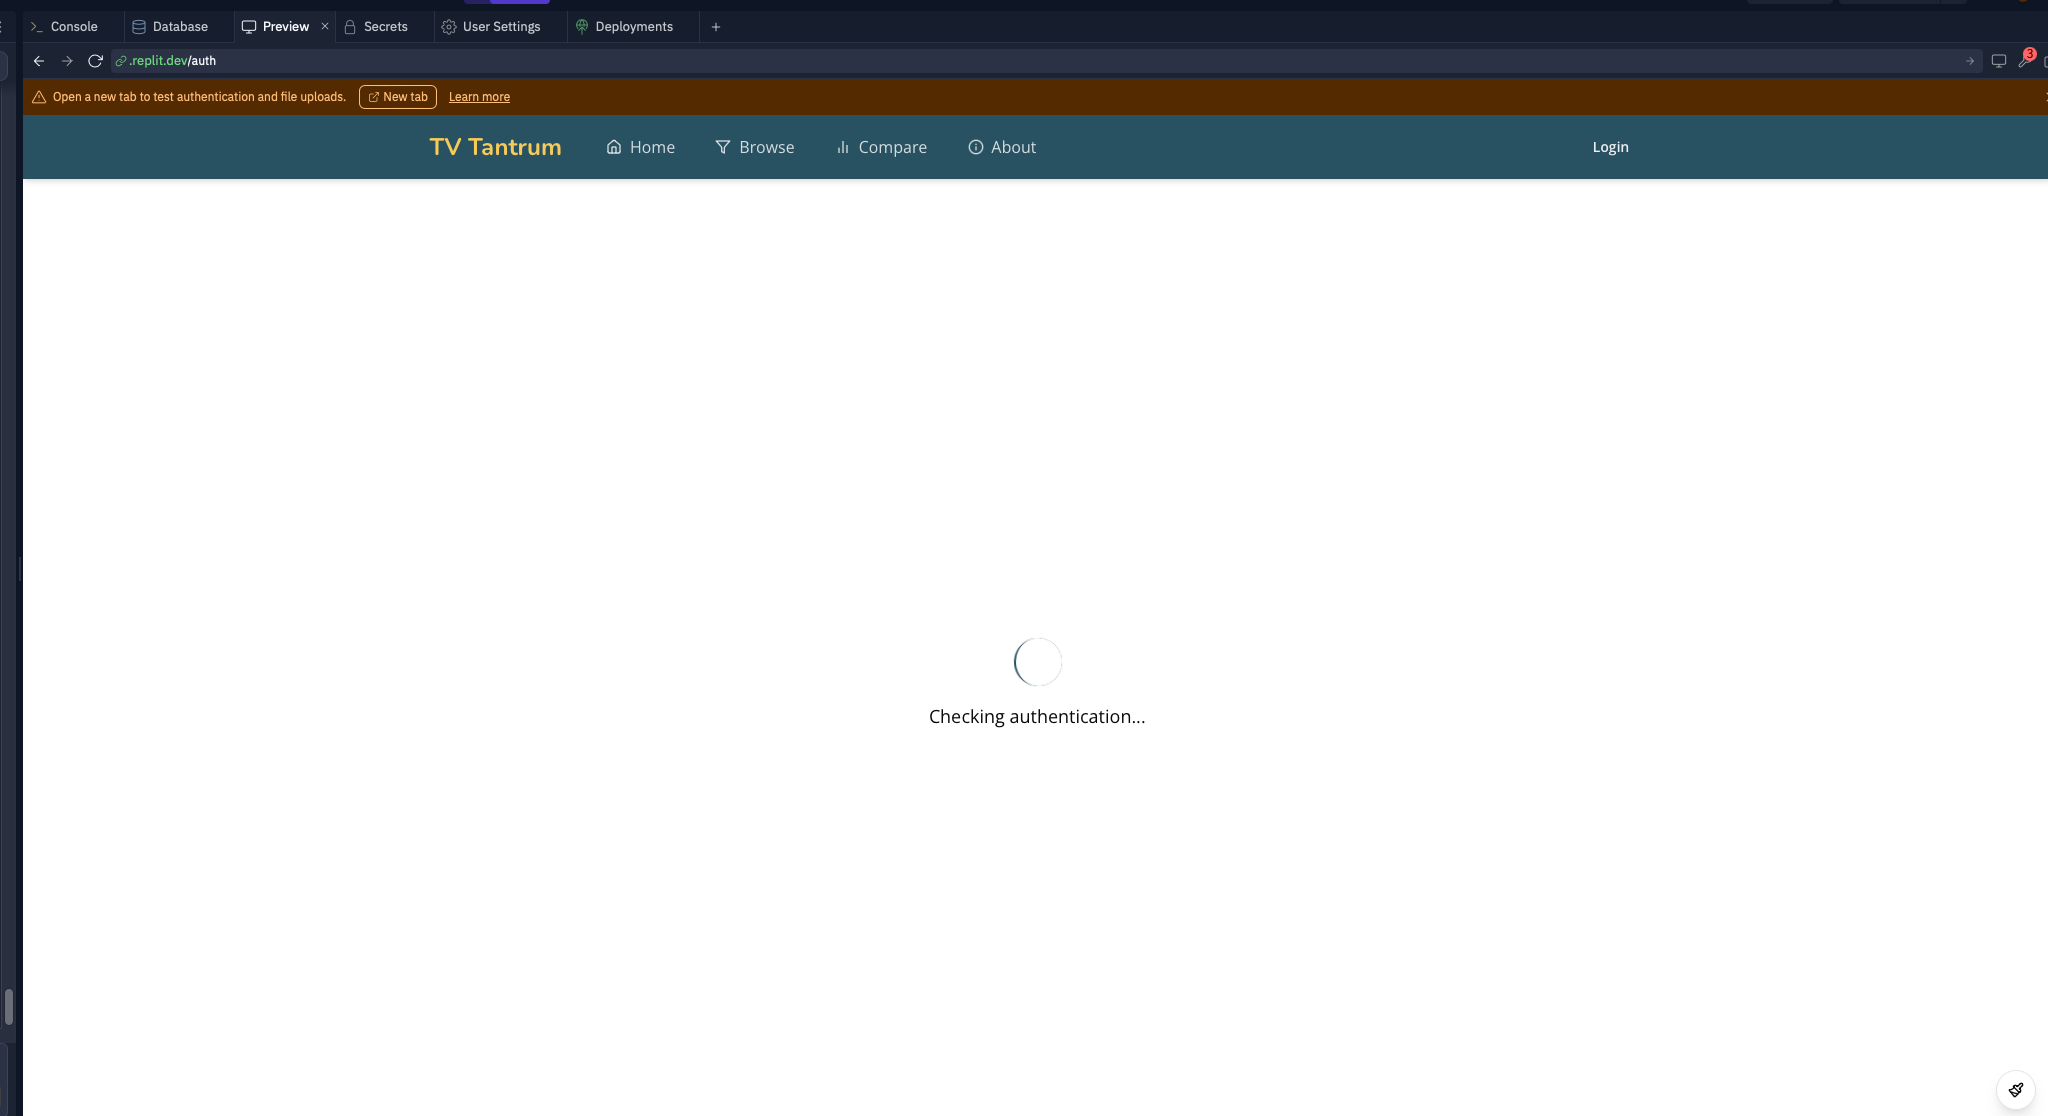 >_ Console Database Preview × Secrets User Settings Deployments +
.replit.dev/auth
3
Open a new tab to test authentication and file uploads. New tab Learn more
TV Tantrum Home Browse Compare About Login
Checking authentication...